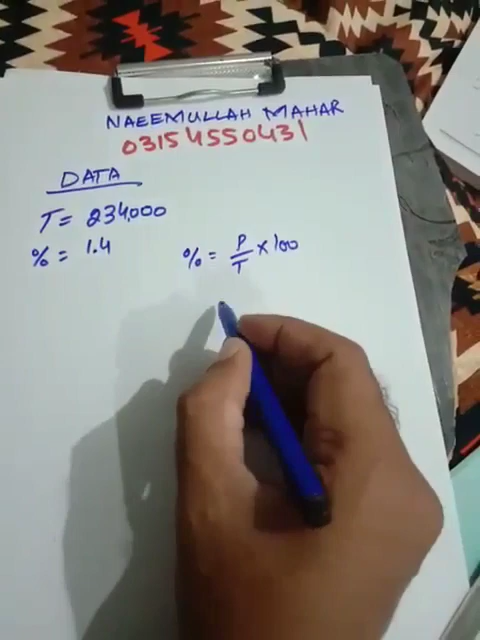 NAEEMULLAH MAHAR
03154550431
DATA
T = 234,000
% = 1.4
% = P/T × 100